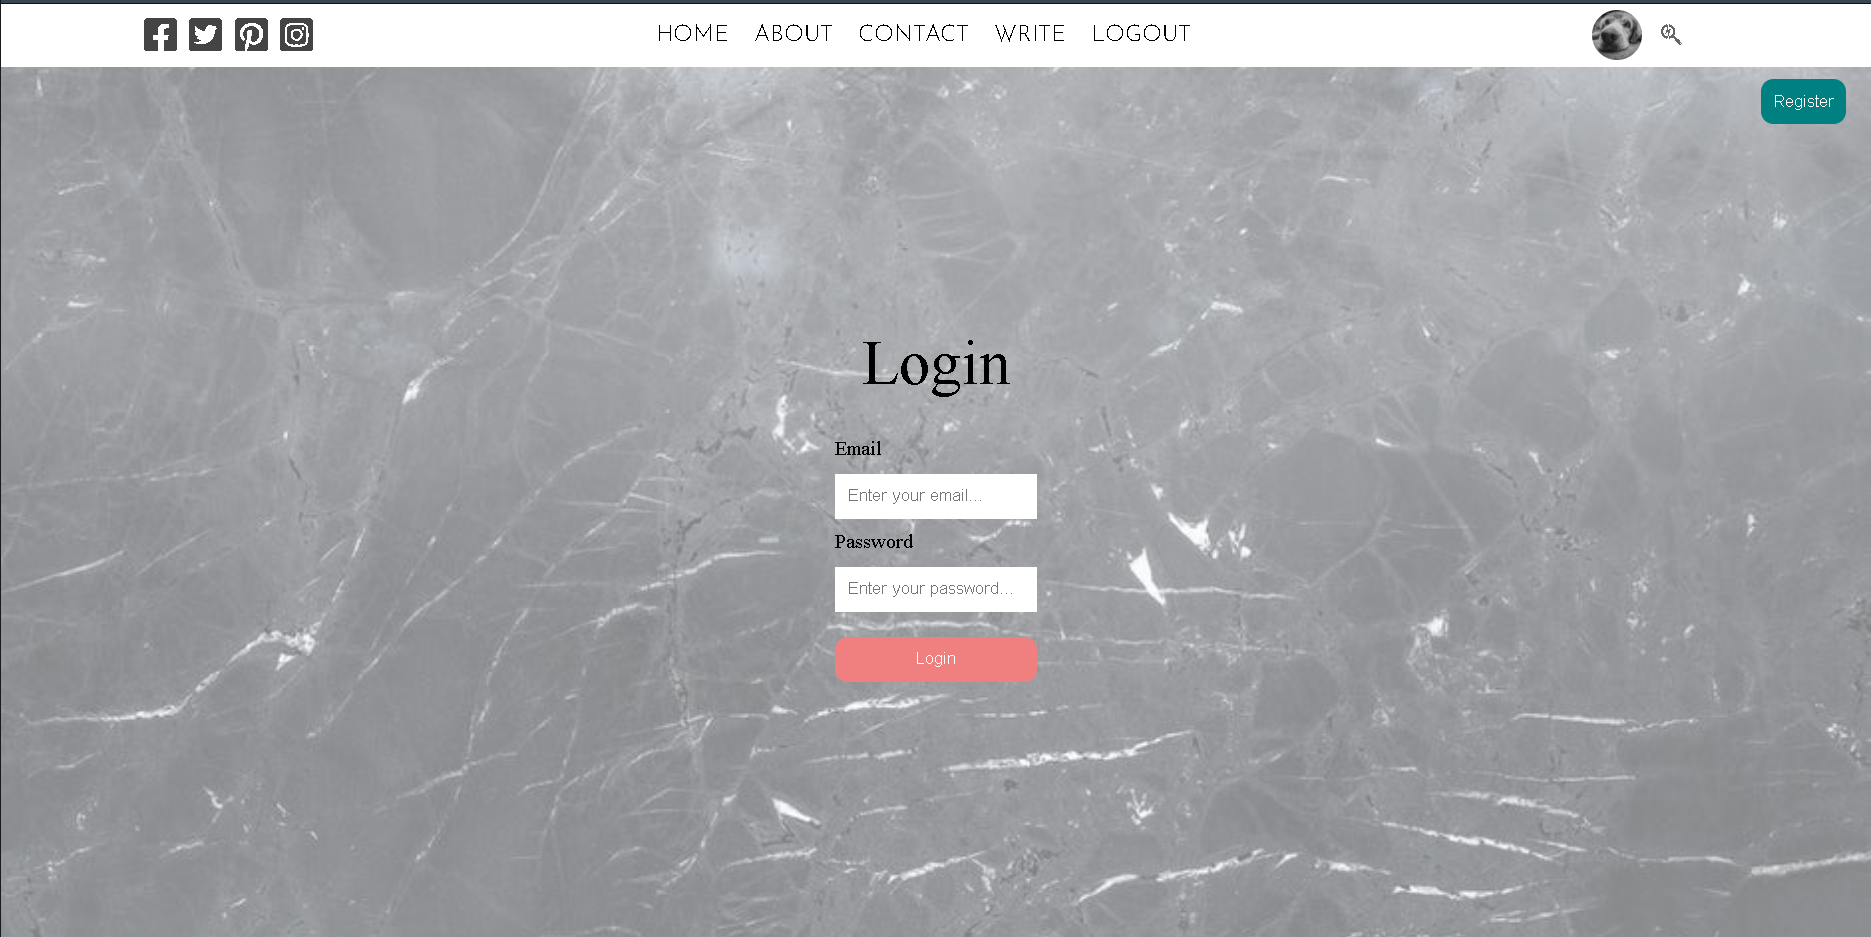 HOME ABOUT CONTACT WRITE LOGOUT
Register
Login
Email
Enter your email...
Password
Enter your password...
Login